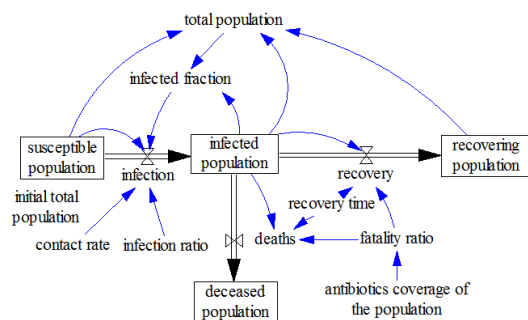 total population
infected fraction
susceptible
population
infected
population
recovering
population
infection
recovery
initial total
population
recovery time
contact rate
infection ratio
deaths
fatality ratio
deceased
population
antibiotics coverage of
the population